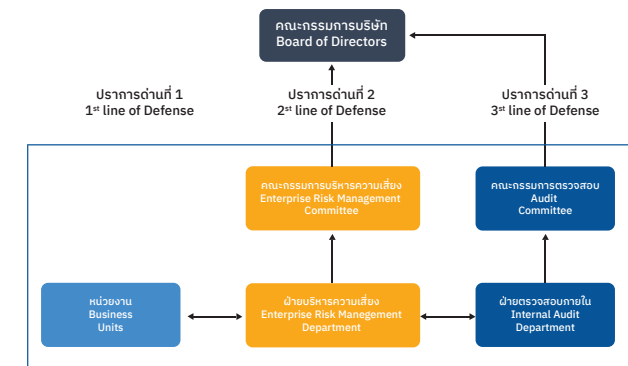 คณะกรรมการบริษัท
Board of Directors
ปราการด่านที่ 1
1st line of Defense
ปราการด่านที่ 2
2st line of Defense
ปราการด่านที่ 3
3st line of Defense
คณะกรรมการบริหารความเสี่ยง
Enterprise Risk Management
Committee
คณะกรรมการตรวจสอบ
Audit
Committee
หน่วยงาน
Business
Units
ฝ่ายบริหารความเสี่ยง
Enterprise Risk Management
Department
ฝ่ายตรวจสอบภายใน
Internal Audit
Department